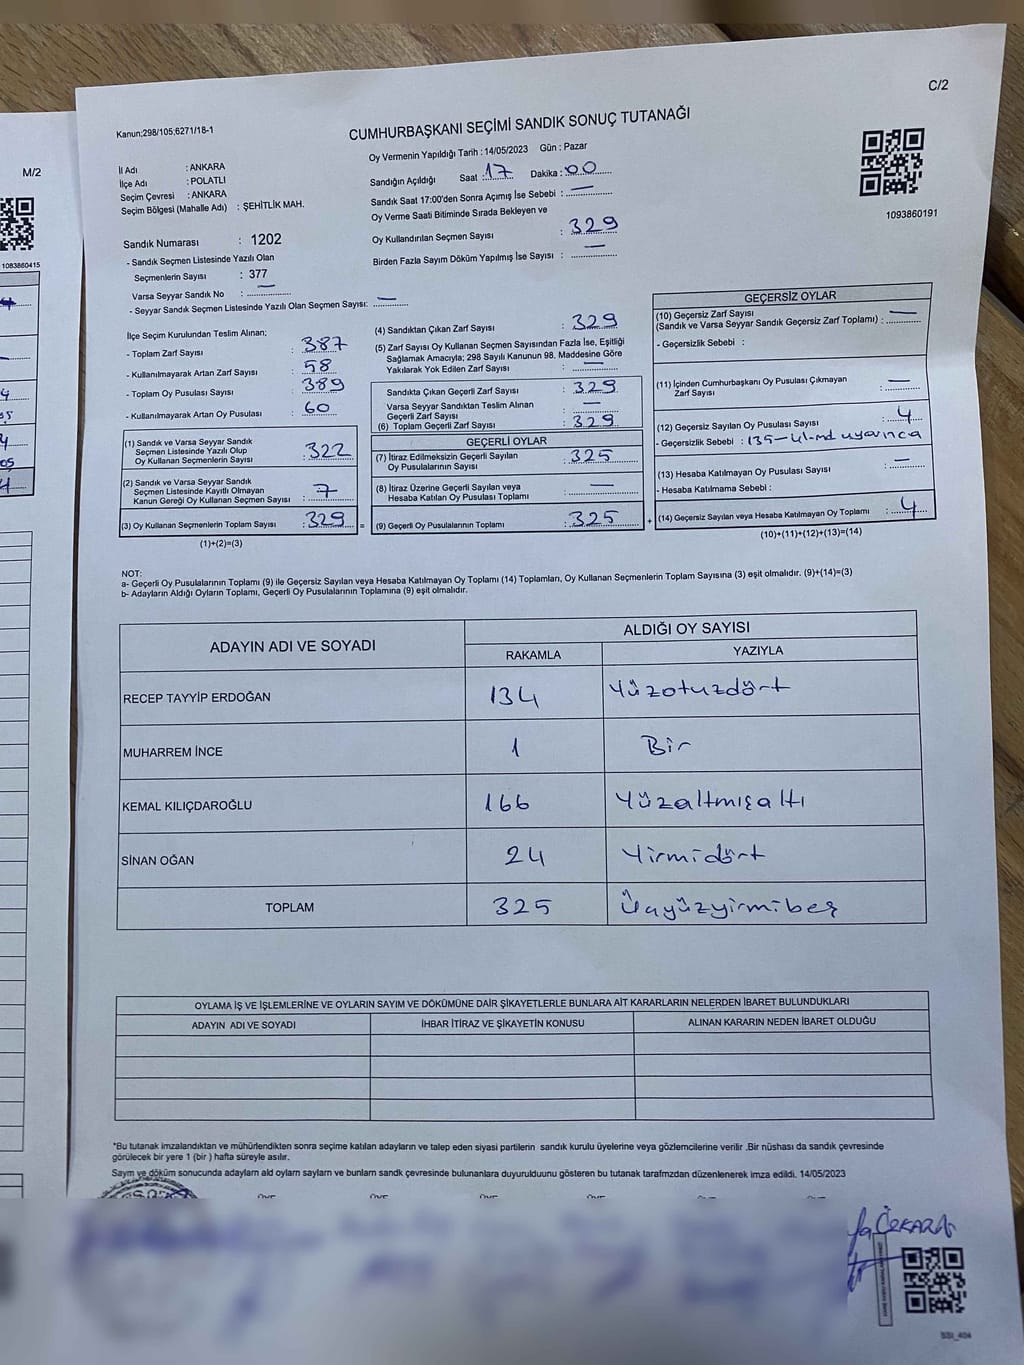 C/2
Kanun;298/105;6271/18-1
CUMHURBAŞKANI SEÇİMİ SANDIK SONUÇ TUTANAĞI
M/2
1083860415
1093860191
İl Adı : ANKARA
İlçe Adı : POLATLI
Seçim Çevresi : ANKARA
Seçim Bölgesi (Mahalle Adı) : ŞEHİTLİK MAH.
Oy Vermenin Yapıldığı Tarih : 14/05/2023 Gün : Pazar
Sandığın Açıldığı Saat : 17 Dakika : 00
Sandık Saat 17:00'den Sonra Açımış İse Sebebi : —
Oy Verme Saati Bitiminde Sırada Bekleyen ve
Oy Kullandırılan Seçmen Sayısı : 329
Birden Fazla Sayım Döküm Yapılmış İse Sayısı : —
Sandık Numarası : 1202
- Sandık Seçmen Listesinde Yazılı Olan
Seçmenlerin Sayısı : 377
Varsa Seyyar Sandık No : —
- Seyyar Sandık Seçmen Listesinde Yazılı Olan Seçmen Sayısı: —
İlçe Seçim Kurulundan Teslim Alınan;
- Toplam Zarf Sayısı : 387
- Kullanılmayarak Artan Zarf Sayısı : 58
- Toplam Oy Pusulası Sayısı : 389
- Kullanılmayarak Artan Oy Pusulası : 60
(1) Sandık ve Varsa Seyyar Sandık
Seçmen Listesinde Yazılı Olup
Oy Kullanan Seçmenlerin Sayısı : 322
(2) Sandık ve Varsa Seyyar Sandık
Seçmen Listesinde Kayıtlı Olmayan
Kanun Gereği Oy Kullanan Seçmen Sayısı : 7
(3) Oy Kullanan Seçmenlerin Toplam Sayısı : 329 =
(1)+(2)=(3)
(4) Sandıktan Çıkan Zarf Sayısı : 329
(5) Zarf Sayısı Oy Kullanan Seçmen Sayısından Fazla İse, Eşitliği
Sağlamak Amacıyla; 298 Sayılı Kanunun 98. Maddesine Göre
Yakılarak Yok Edilen Zarf Sayısı : —
Sandıkta Çıkan Geçerli Zarf Sayısı : 329
Varsa Seyyar Sandıktan Teslim Alınan
Geçerli Zarf Sayısı : —
(6) Toplam Geçerli Zarf Sayısı : 329
GEÇERLİ OYLAR
(7) İtiraz Edilmeksizin Geçerli Sayılan
Oy Pusulalarının Sayısı : 325
(8) İtiraz Üzerine Geçerli Sayılan veya
Hesaba Katılan Oy Pusulası Toplamı : —
(9) Geçerli Oy Pusulalarının Toplamı : 325 +
GEÇERSİZ OYLAR
(10) Geçersiz Zarf Sayısı
(Sandık ve Varsa Seyyar Sandık Geçersiz Zarf Toplamı) : —
- Geçersizlik Sebebi :
(11) İçinden Cumhurbaşkanı Oy Pusulası Çıkmayan
Zarf Sayısı : —
(12) Geçersiz Sayılan Oy Pusulası Sayısı : 4
- Geçersizlik Sebebi : 135-41-md uyarınca
(13) Hesaba Katılmayan Oy Pusulası Sayısı : —
- Hesaba Katılmama Sebebi :
(14) Geçersiz Sayılan veya Hesaba Katılmayan Oy Toplamı : 4
(10)+(11)+(12)+(13)=(14)
NOT:
a- Geçerli Oy Pusulalarının Toplamı (9) ile Geçersiz Sayılan veya Hesaba Katılmayan Oy Toplamı (14) Toplamları, Oy Kullanan Seçmenlerin Toplam Sayısına (3) eşit olmalıdır. (9)+(14)=(3)
b- Adayların Aldığı Oyların Toplamı, Geçerli Oy Pusulalarının Toplamına (9) eşit olmalıdır.
ADAYIN ADI VE SOYADI ALDIĞI OY SAYISI
RAKAMLA YAZIYLA
RECEP TAYYİP ERDOĞAN 134 Yüzotuzdört
MUHARREM İNCE 1 Bir
KEMAL KILIÇDAROĞLU 166 Yüzaltmışaltı
SİNAN OĞAN 24 Yirmidört
TOPLAM 325 Üçyüzyirmibeş
OYLAMA İŞ VE İŞLEMLERİNE VE OYLARIN SAYIM VE DÖKÜMÜNE DAİR ŞİKAYETLERLE BUNLARA AİT KARARLARIN NELERDEN İBARET BULUNDUKLARI
ADAYIN ADI VE SOYADI İHBAR İTİRAZ VE ŞİKAYETİN KONUSU ALINAN KARARIN NEDEN İBARET OLDUĞU
*Bu tutanak imzalandıktan ve mühürlendikten sonra seçime katılan adayların ve talep eden siyasi partilerin sandık kurulu üyelerine veya gözlemcilerine verilir .Bir nüshası da sandık çevresinde
görülecek bir yere 1 (bir ) hafta süreyle asılır.
Sayım ve döküm sonucunda adayların ald oyların sayların ve bunların sandk çevresinde bulunanlara duyurulduunu gösteren bu tutanak tarafmzdan düzenlenerek imza edildi. 14/05/2023
ÖZKARA
SSI_404